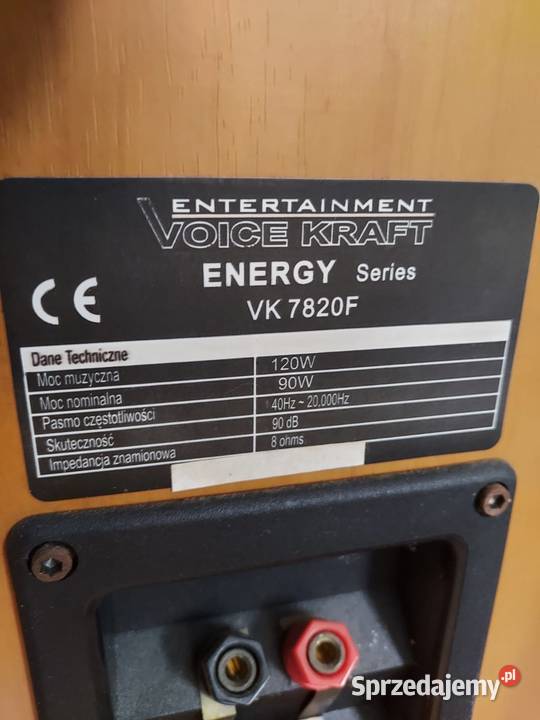 ENTERTAINMENT
VOICE KRAFT
ENERGY Series
VK 7820F
CE
Dane Techniczne
Moc muzyczna 120W
Moc nominalna 90W
Pasmo częstotliwości 40Hz ~ 20,000Hz
Skuteczność 90 dB
Impedancja znamionowa 8 ohms
Sprzedajemy.pl